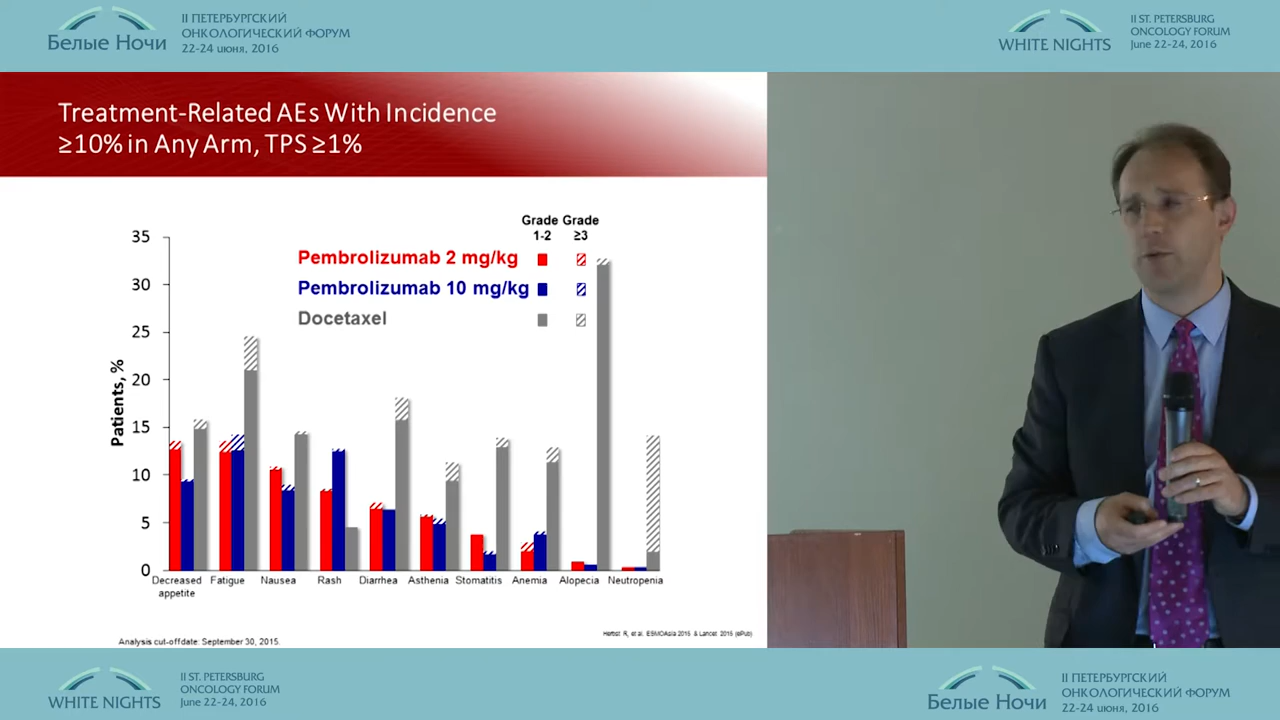 Белые Ночи
II ПЕТЕРБУРГСКИЙ
ОНКОЛОГИЧЕСКИЙ ФОРУМ
22-24 июня, 2016
WHITE NIGHTS
II ST. PETERSBURG
ONCOLOGY FORUM
June 22-24, 2016
Treatment-Related AEs With Incidence
≥10% in Any Arm, TPS ≥1%
Grade Grade
1-2 ≥3
Pembrolizumab 2 mg/kg
Pembrolizumab 10 mg/kg
Docetaxel
Patients, %
35
30
25
20
15
10
5
0
Decreased appetite
Fatigue
Nausea
Rash
Diarrhea
Asthenia
Stomatitis
Anemia
Alopecia
Neutropenia
Analysis cut-offdate: September 30, 2015.
Herbst R, et al. ESMOAsia 2015 & Lancet 2015 (ePub)
WHITE NIGHTS
II ST. PETERSBURG
ONCOLOGY FORUM
June 22-24, 2016
Белые Ночи
II ПЕТЕРБУРГСКИЙ
ОНКОЛОГИЧЕСКИЙ ФОРУМ
22-24 июня, 2016